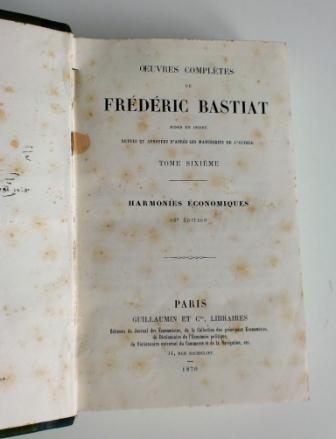 ŒUVRES COMPLÈTES
DE
FRÉDÉRIC BASTIAT
MISES EN ORDRE
REVUES ET ANNOTÉES D'APRÈS LES MANUSCRITS DE L'AUTEUR
TOME SIXIÈME
HARMONIES ÉCONOMIQUES
ÉDITION
PARIS
GUILLAUMIN ET Cie, LIBRAIRES
Éditeurs du Journal des Économistes, de la Collection des principaux Économistes,
du Dictionnaire de l'Économie politique,
du Dictionnaire universel du Commerce et de la Navigation, etc.
14, RUE RICHELIEU
1870